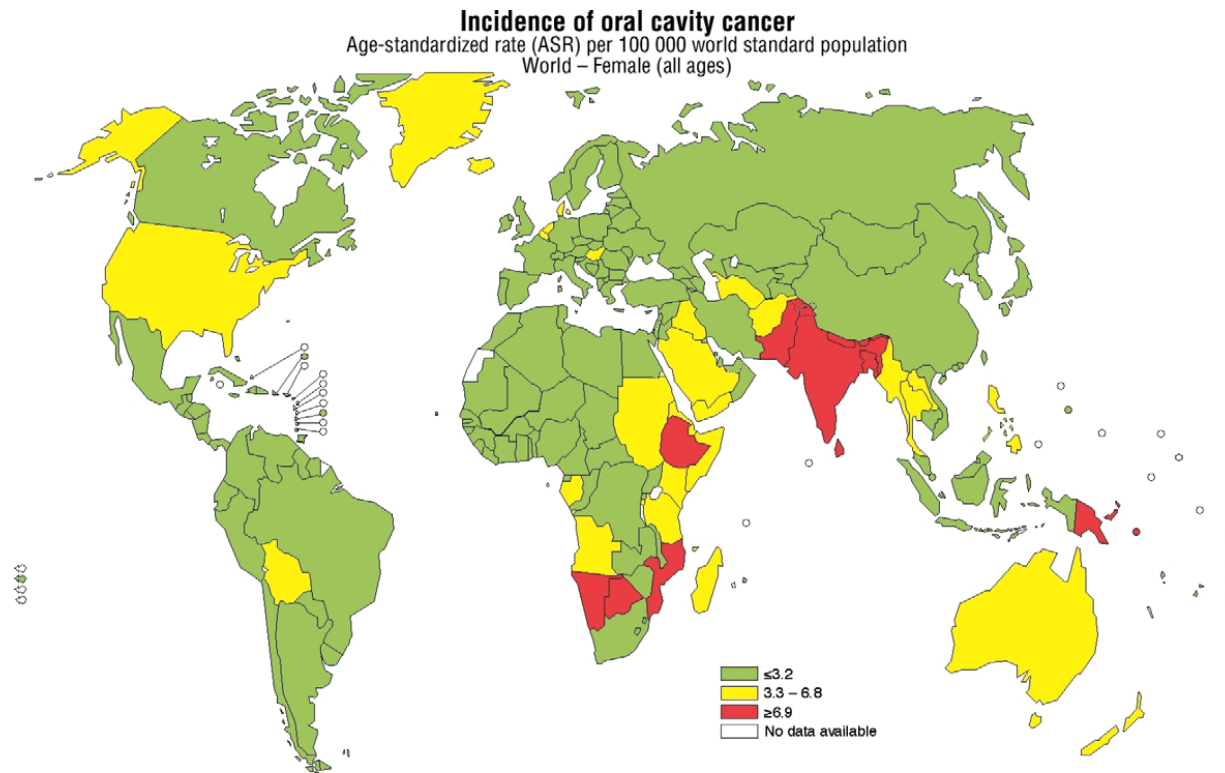 Incidence of oral cavity cancer
Age-standardized rate (ASR) per 100 000 world standard population
World – Female (all ages)
≤3.2
3.3 – 6.8
≥6.9
No data available